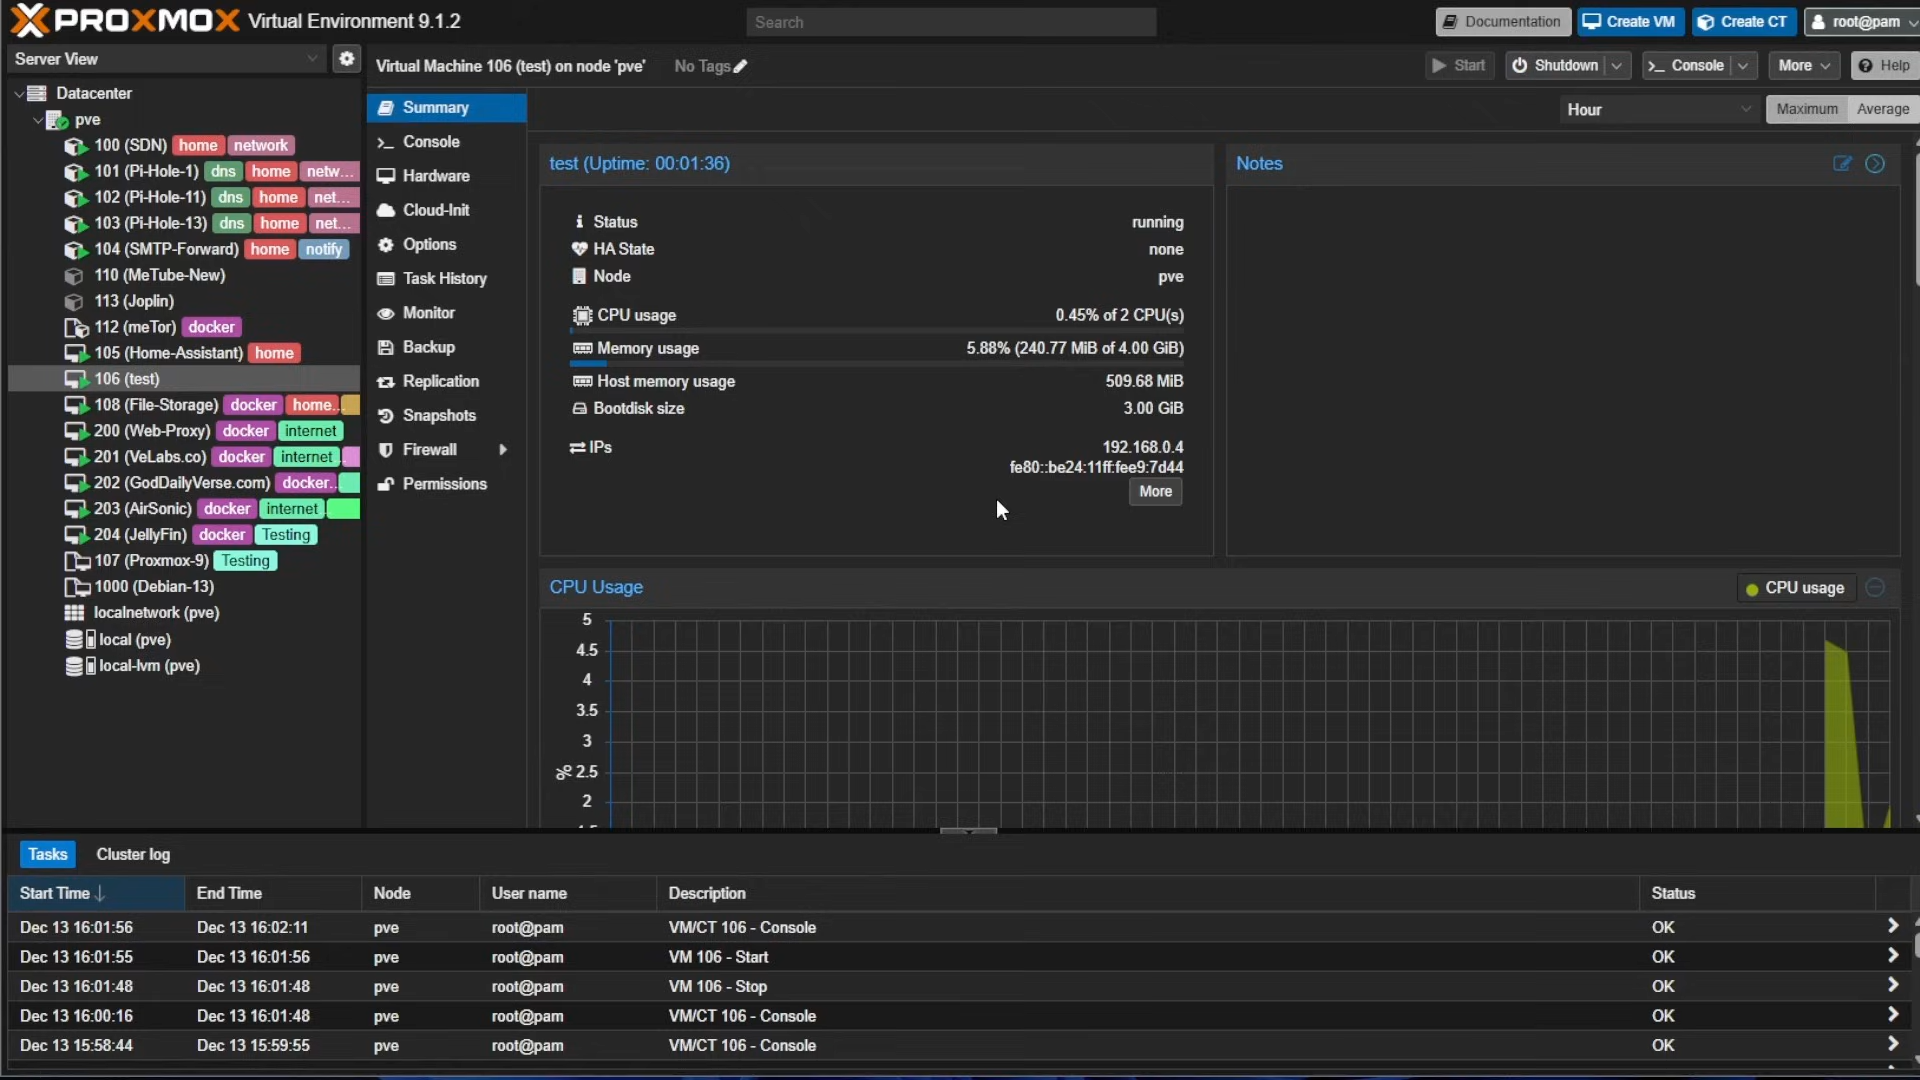 PROXMOX Virtual Environment 9.1.2
Search
Documentation
Create VM
Create CT
root@pam
Server View
Datacenter
pve
100 (SDN) home network
101 (Pi-Hole-1) dns home netw...
102 (Pi-Hole-11) dns home net...
103 (Pi-Hole-13) dns home net...
104 (SMTP-Forward) home notify
110 (MeTube-New)
113 (Joplin)
112 (meTor) docker
105 (Home-Assistant) home
106 (test)
108 (File-Storage) docker home...
200 (Web-Proxy) docker internet
201 (VeLabs.co) docker internet
202 (GodDailyVerse.com) docker...
203 (AirSonic) docker internet
204 (JellyFin) docker Testing
107 (Proxmox-9) Testing
1000 (Debian-13)
localnetwork (pve)
local (pve)
local-lvm (pve)
Virtual Machine 106 (test) on node 'pve'
No Tags
Start
Shutdown
Console
More
Help
Summary
Console
Hardware
Cloud-Init
Options
Task History
Monitor
Backup
Replication
Snapshots
Firewall
Permissions
Hour
Maximum
Average
test (Uptime: 00:01:36)
Status running
HA State none
Node pve
CPU usage 0.45% of 2 CPU(s)
Memory usage 5.88% (240.77 MiB of 4.00 GiB)
Host memory usage 509.68 MiB
Bootdisk size 3.00 GiB
IPs 192.168.0.4
fe80::be24:11ff:fee9:7d44
More
Notes
CPU Usage
CPU usage
5
4.5
4
3.5
3
% 2.5
2
Tasks
Cluster log
Start Time End Time Node User name Description Status
Dec 13 16:01:56 Dec 13 16:02:11 pve root@pam VM/CT 106 - Console OK
Dec 13 16:01:55 Dec 13 16:01:56 pve root@pam VM 106 - Start OK
Dec 13 16:01:48 Dec 13 16:01:48 pve root@pam VM 106 - Stop OK
Dec 13 16:00:16 Dec 13 16:01:48 pve root@pam VM/CT 106 - Console OK
Dec 13 15:58:44 Dec 13 15:59:55 pve root@pam VM/CT 106 - Console OK